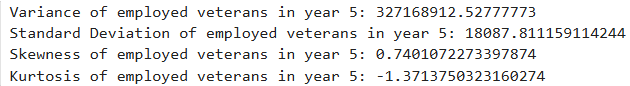 Variance of employed veterans in year 5: 327168912.52777773
Standard Deviation of employed veterans in year 5: 18087.811159114244
Skewness of employed veterans in year 5: 0.7401072273397874
Kurtosis of employed veterans in year 5: -1.3713750323160274